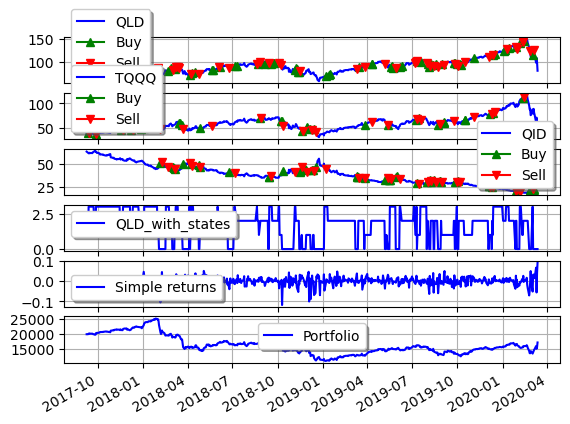 QLD
Buy
Sell
150
100
TQQQ
Buy
Sell
100
50
QID
Buy
Sell
50
25
QLD_with_states
2.5
0.0
Simple returns
0.1
0.0
−0.1
Portfolio
25000
20000
15000
2017-10
2018-01
2018-04
2018-07
2018-10
2019-01
2019-04
2019-07
2019-10
2020-01
2020-04